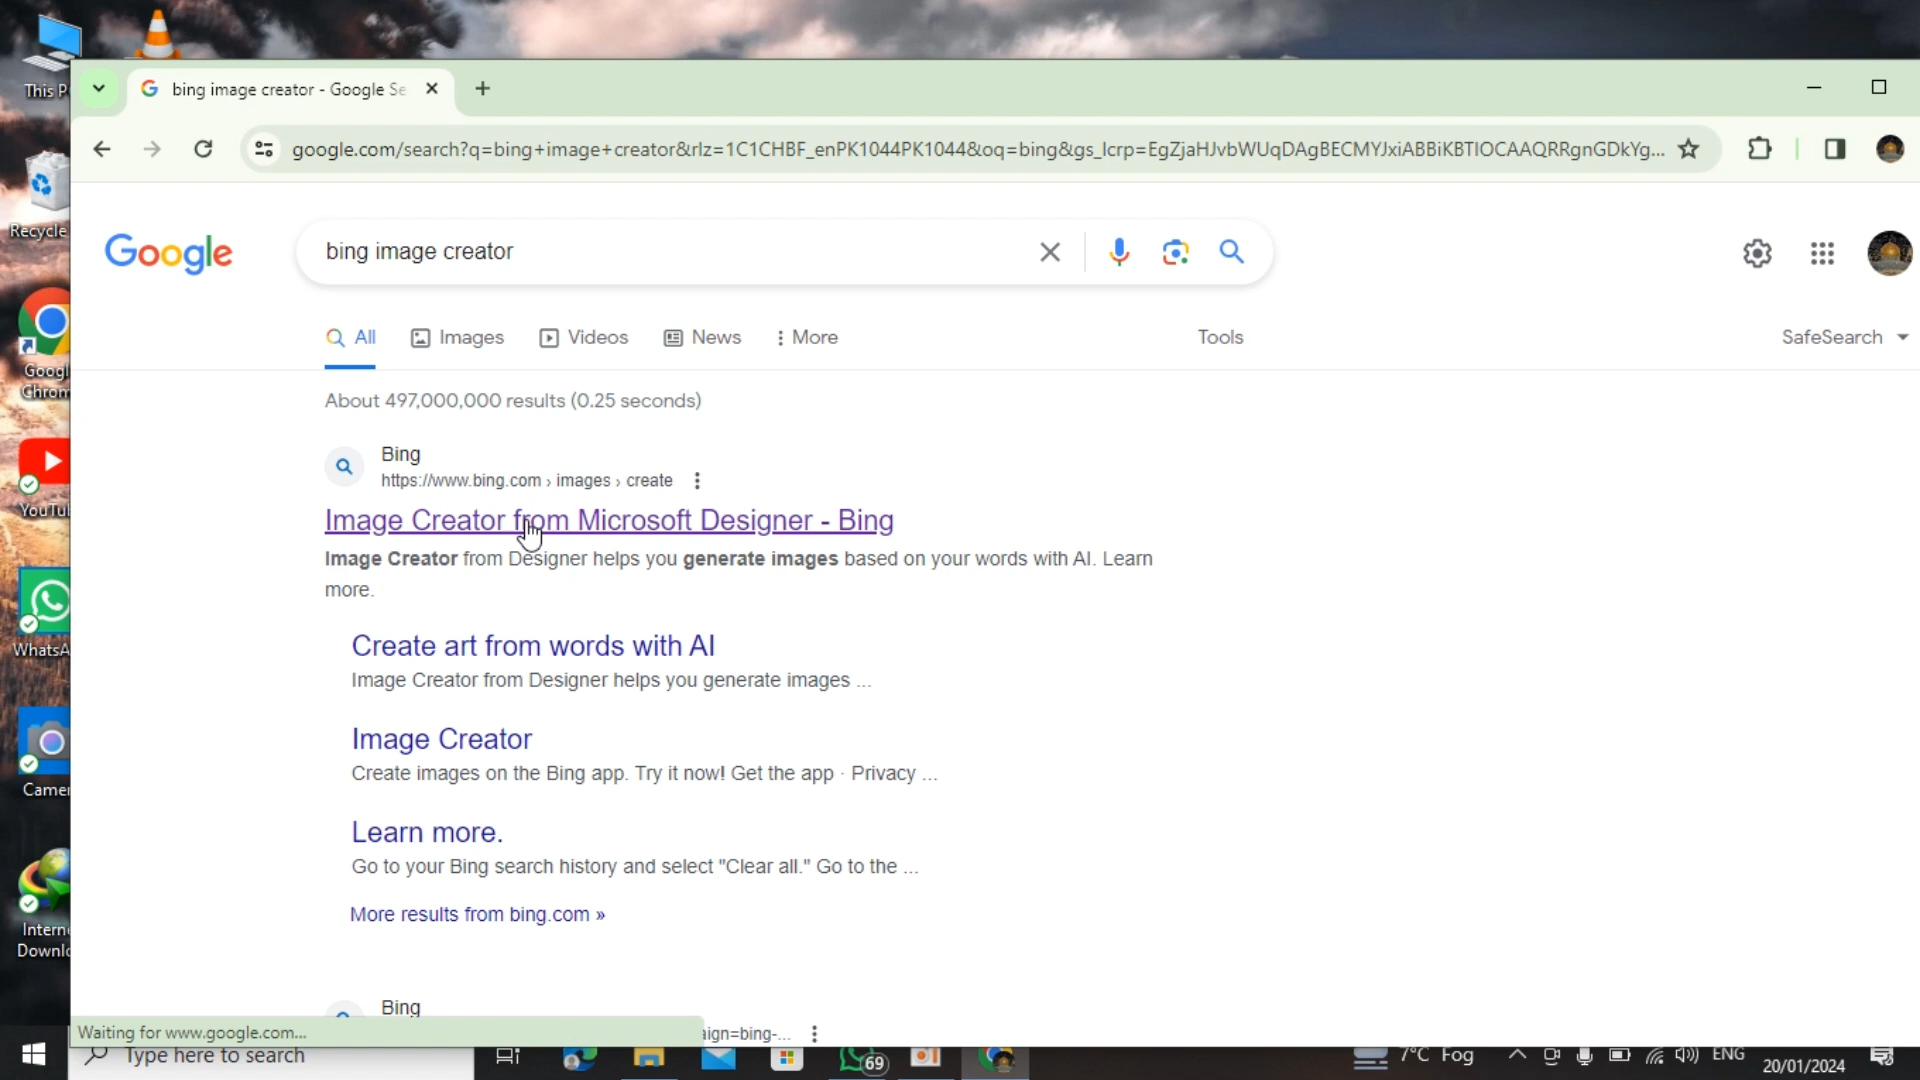 This P
Recycle
Googl
Chrom
YouTub
WhatsA
Camer
Intern
Downlo
bing image creator - Google Se
google.com/search?q=bing+image+creator&rlz=1C1CHBF_enPK1044PK1044&oq=bing&gs_lcrp=EgZjaHJvbWUqDAgBECMYJxiABBiKBTIOCAAQRRgnGDkYg...
Google
bing image creator
All Images Videos News More Tools SafeSearch
About 497,000,000 results (0.25 seconds)
Bing
https://www.bing.com › images › create
Image Creator from Microsoft Designer - Bing
Image Creator from Designer helps you generate images based on your words with AI. Learn
more.
Create art from words with AI
Image Creator from Designer helps you generate images ...
Image Creator
Create images on the Bing app. Try it now! Get the app · Privacy ...
Learn more.
Go to your Bing search history and select "Clear all." Go to the ...
More results from bing.com »
Bing
Waiting for www.google.com...
aign=bing-...
Type here to search
69
7°C Fog
ENG
20/01/2024